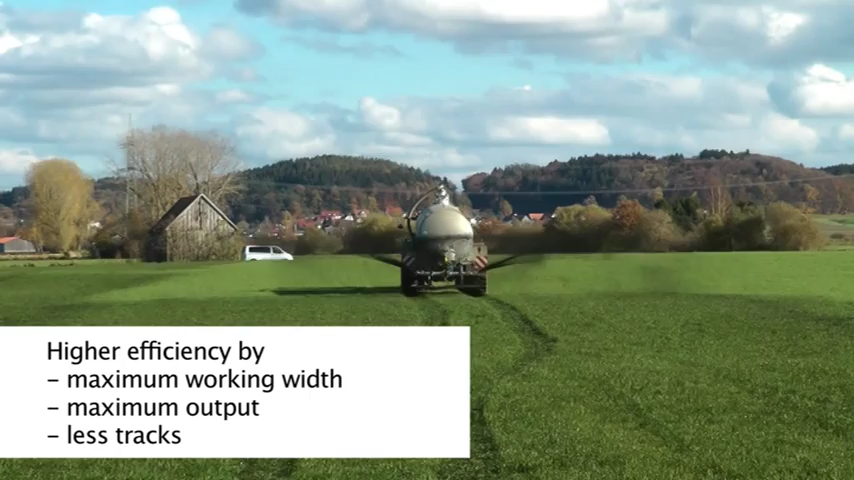 Higher efficiency by
– maximum working width
– maximum output
– less tracks